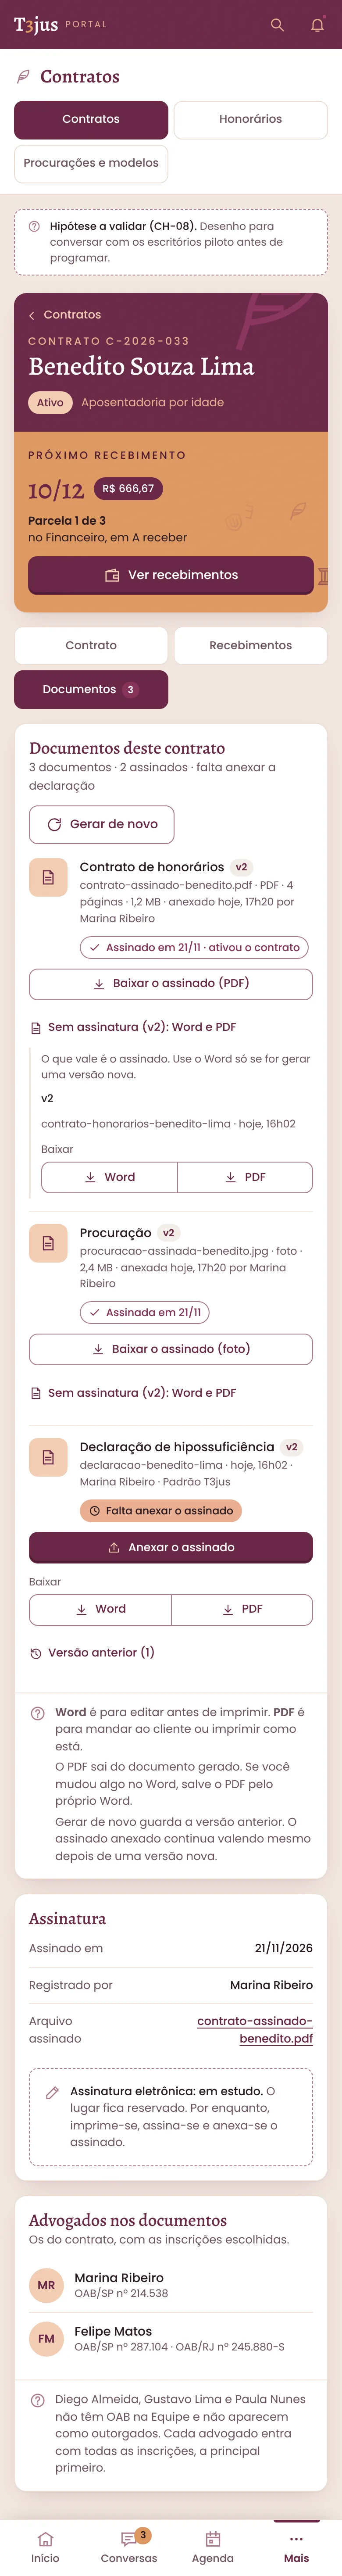 T3jus PORTAL
Contratos
Contratos
Honorários
Procurações e modelos
Hipótese a validar (CH-08). Desenho para
conversar com os escritórios piloto antes de
programar.
Contratos
CONTRATO C-2026-033
Benedito Souza Lima
Ativo Aposentadoria por idade
PRÓXIMO RECEBIMENTO
10/12 R$ 666,67
Parcela 1 de 3
no Financeiro, em A receber
Ver recebimentos
Contrato
Recebimentos
Documentos 3
Documentos deste contrato
3 documentos · 2 assinados · falta anexar a
declaração
Gerar de novo
Contrato de honorários v2
contrato-assinado-benedito.pdf · PDF · 4
páginas · 1,2 MB · anexado hoje, 17h20 por
Marina Ribeiro
Assinado em 21/11 · ativou o contrato
Baixar o assinado (PDF)
Sem assinatura (v2): Word e PDF
O que vale é o assinado. Use o Word só se for gerar
uma versão nova.
v2
contrato-honorarios-benedito-lima · hoje, 16h02
Baixar
Word
PDF
Procuração v2
procuracao-assinada-benedito.jpg · foto ·
2,4 MB · anexada hoje, 17h20 por Marina
Ribeiro
Assinada em 21/11
Baixar o assinado (foto)
Sem assinatura (v2): Word e PDF
Declaração de hipossuficiência v2
declaracao-benedito-lima · hoje, 16h02 ·
Marina Ribeiro · Padrão T3jus
Falta anexar o assinado
Anexar o assinado
Baixar
Word
PDF
Versão anterior (1)
Word é para editar antes de imprimir. PDF é
para mandar ao cliente ou imprimir como
está.
O PDF sai do documento gerado. Se você
mudou algo no Word, salve o PDF pelo
próprio Word.
Gerar de novo guarda a versão anterior. O
assinado anexado continua valendo mesmo
depois de uma versão nova.
Assinatura
Assinado em 21/11/2026
Registrado por Marina Ribeiro
Arquivo contrato-assinado-
assinado benedito.pdf
Assinatura eletrônica: em estudo. O
lugar fica reservado. Por enquanto,
imprime-se, assina-se e anexa-se o
assinado.
Advogados nos documentos
Os do contrato, com as inscrições escolhidas.
MR Marina Ribeiro
OAB/SP nº 214.538
FM Felipe Matos
OAB/SP nº 287.104 · OAB/RJ nº 245.880-S
Diego Almeida, Gustavo Lima e Paula Nunes
não têm OAB na Equipe e não aparecem
como outorgados. Cada advogado entra
com todas as inscrições, a principal
primeiro.
3
Início
Conversas
Agenda
Mais